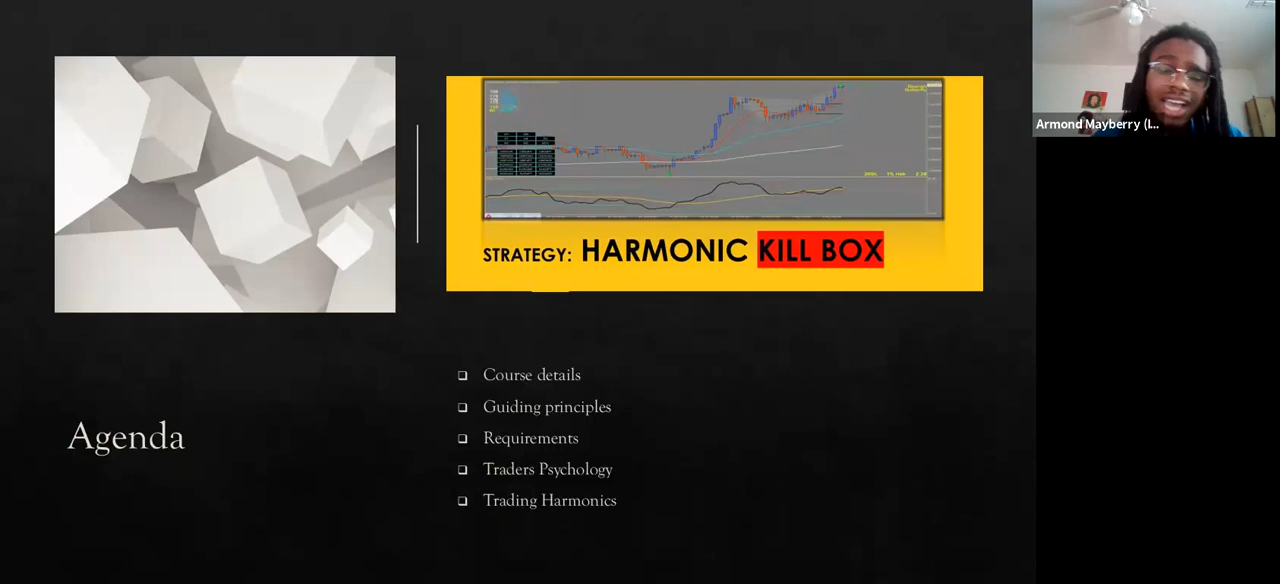 STRATEGY: HARMONIC KILL BOX
Agenda
Course details
Guiding principles
Requirements
Traders Psychology
Trading Harmonics
Armond Mayberry (I...